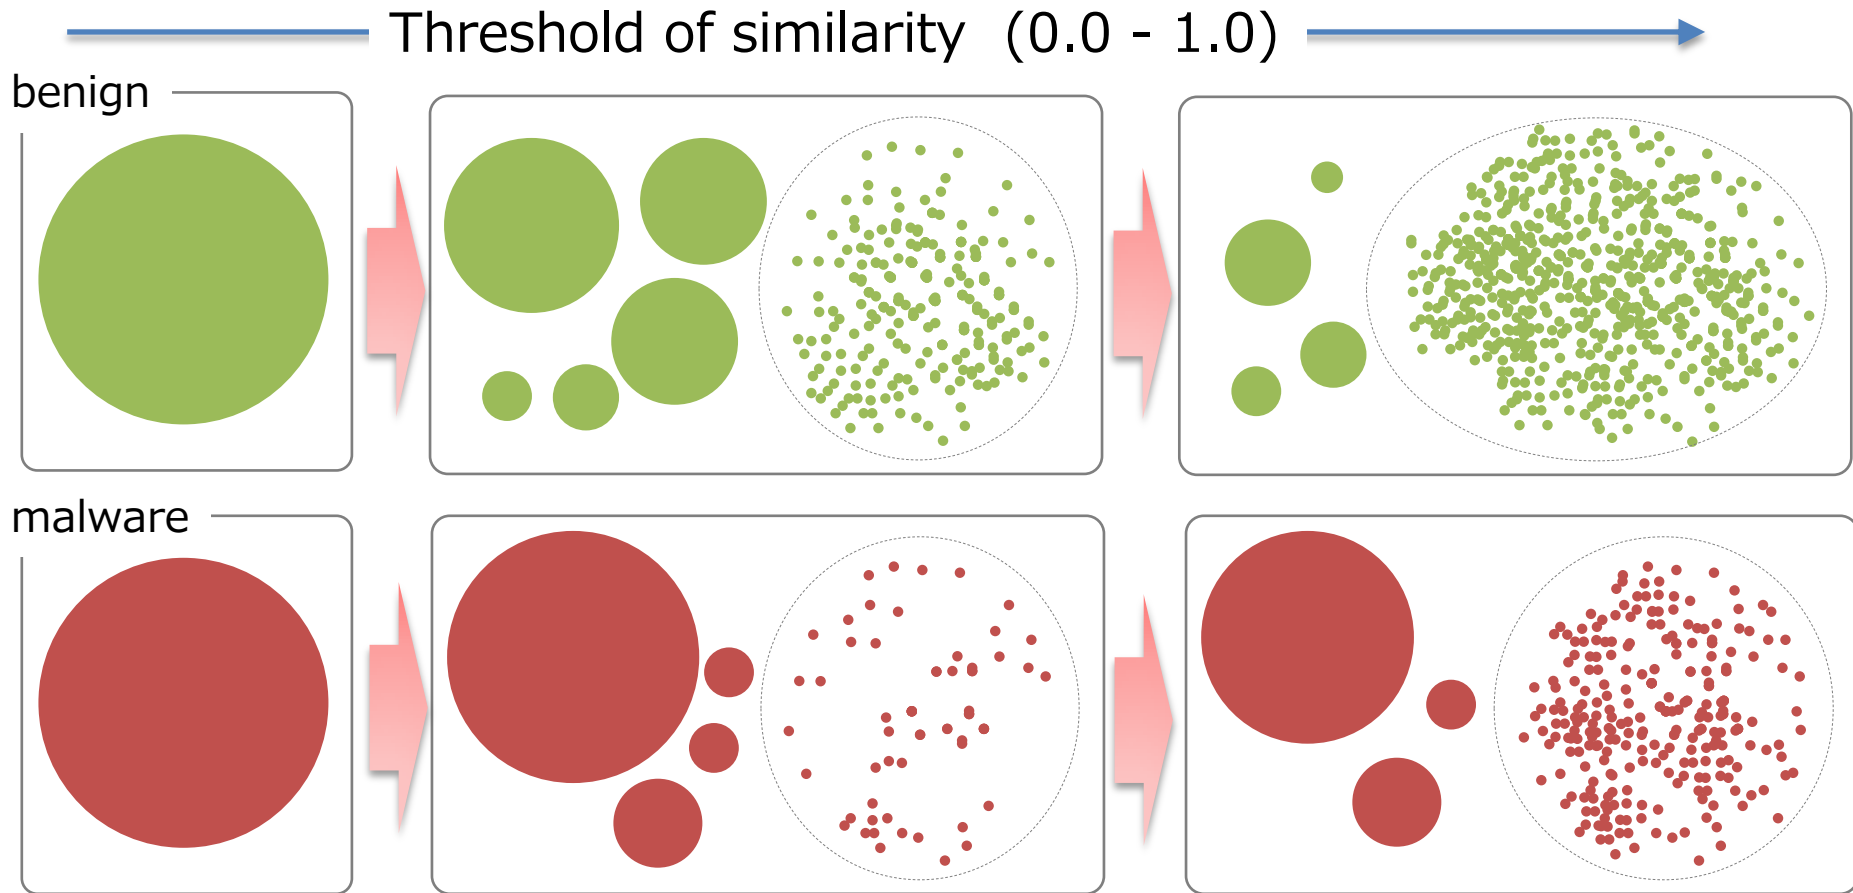 Threshold of similarity (0.0 - 1.0)
benign
malware